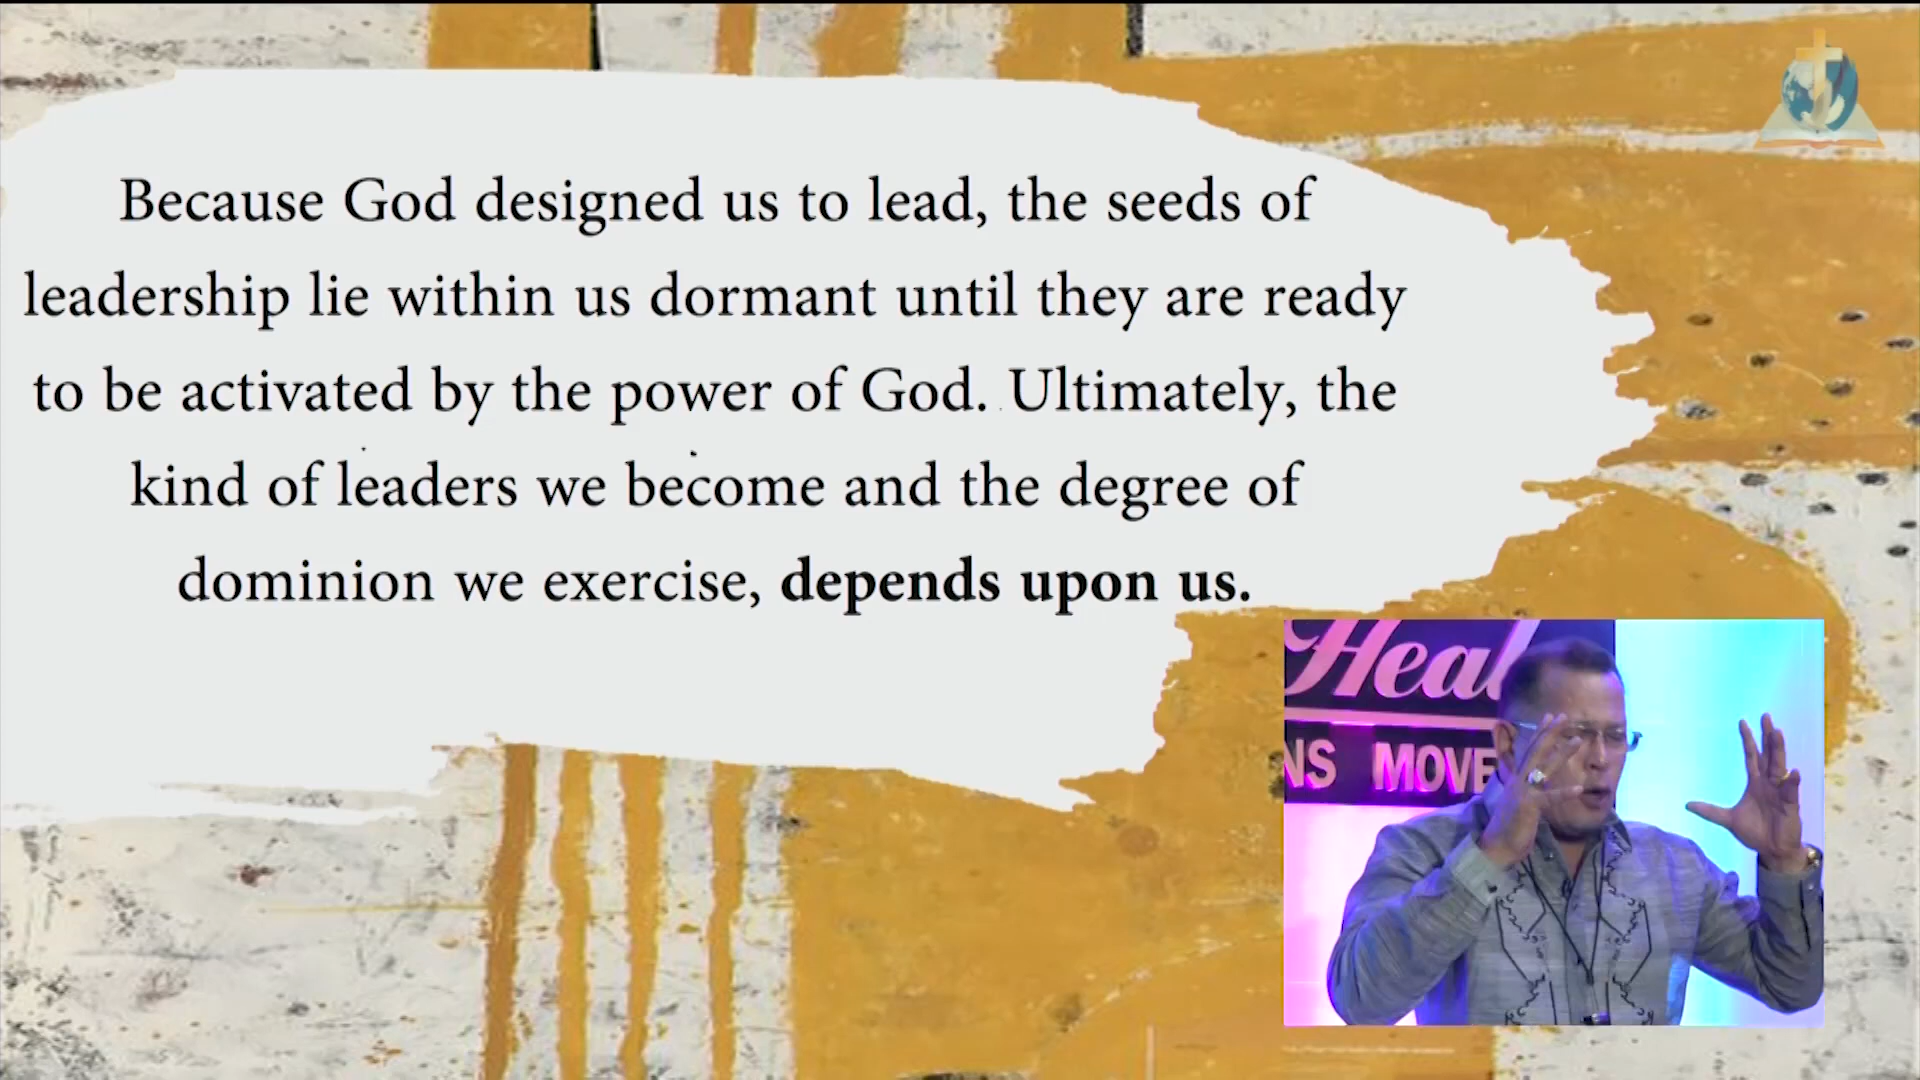 Because God designed us to lead, the seeds of
leadership lie within us dormant until they are ready
to be activated by the power of God. Ultimately, the
kind of leaders we become and the degree of
dominion we exercise, depends upon us.
Heal
NS MOVE